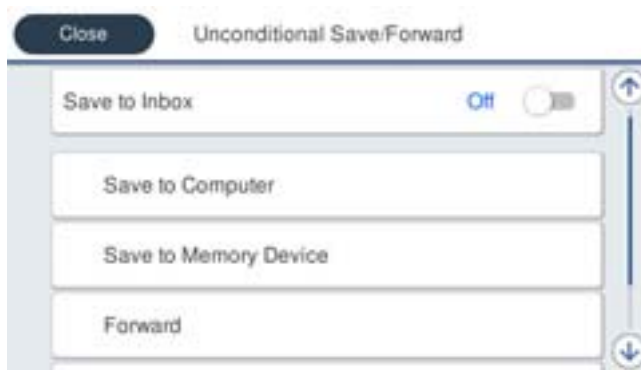 Close
Unconditional Save/Forward
Save to Inbox
Off
Save to Computer
Save to Memory Device
Forward